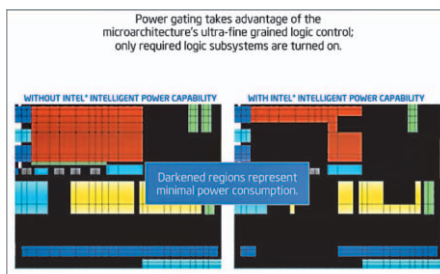 Power gating takes advantage of the
microarchitecture's ultra-fine grained logic control;
only required logic subsystems are turned on.
WITHOUT INTEL® INTELLIGENT POWER CAPABILITY
WITH INTEL® INTELLIGENT POWER CAPABILITY
Darkened regions represent
minimal power consumption.